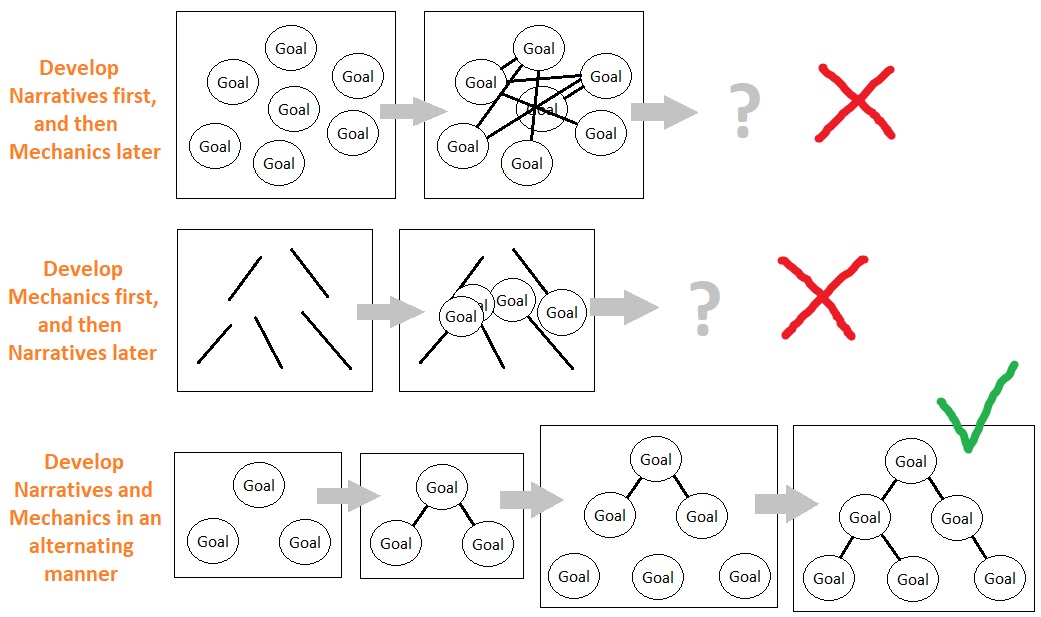 Develop
Narratives first,
and then
Mechanics later
Goal
Goal
Goal
Goal
Goal
Goal
Goal
Goal
Goal
Goal
Goal
Goal
Goal
Goal
?
Develop
Mechanics first,
and then
Narratives later
Goal
Goal
Goal
?
Develop
Narratives and
Mechanics in an
alternating
manner
Goal
Goal Goal
Goal
Goal Goal
Goal
Goal Goal
Goal Goal Goal
Goal
Goal Goal
Goal Goal Goal